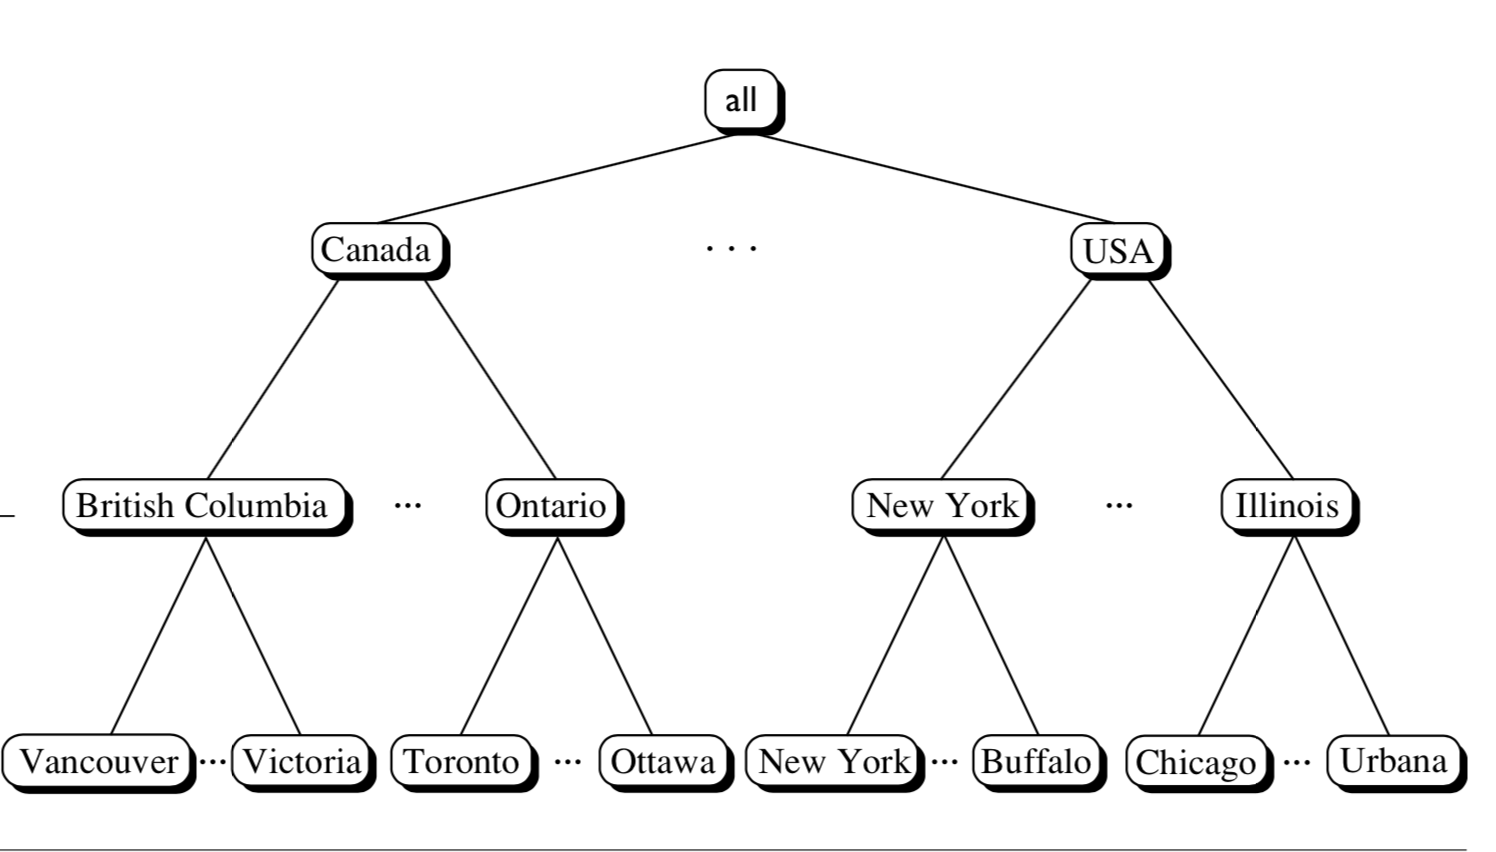 all
Canada ... USA
British Columbia ... Ontario New York ... Illinois
Vancouver ... Victoria Toronto ... Ottawa New York ... Buffalo Chicago ... Urbana